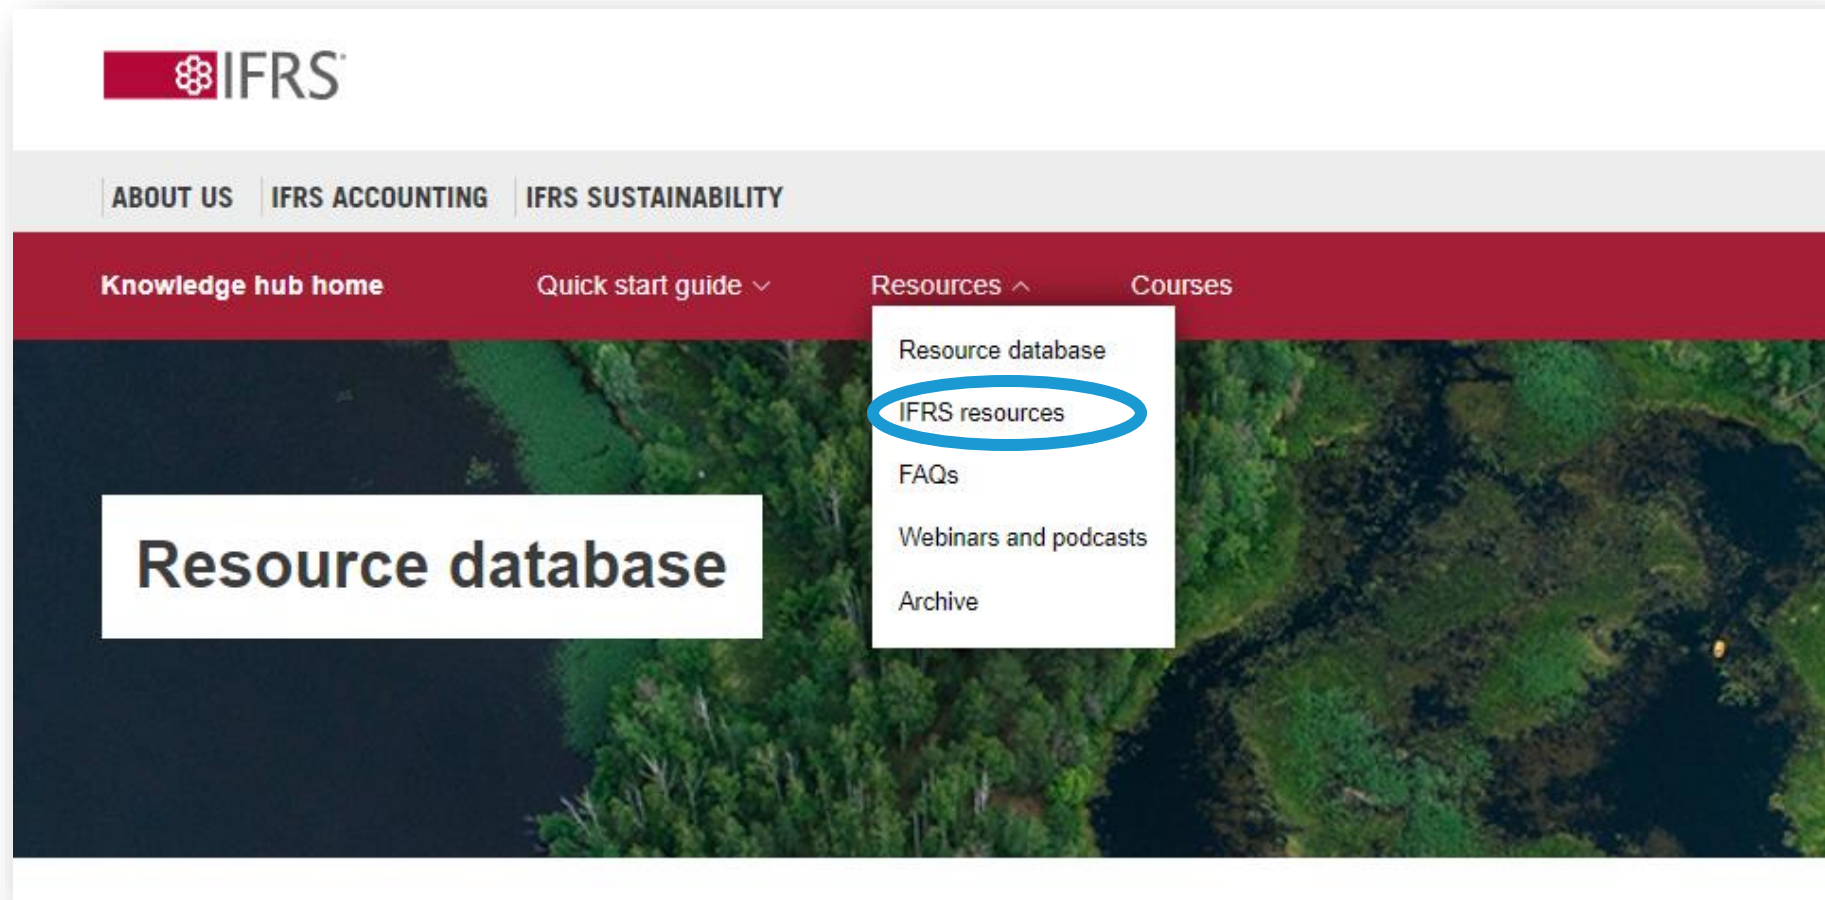 IFRS
ABOUT US IFRS ACCOUNTING IFRS SUSTAINABILITY
Knowledge hub home Quick start guide Resources Courses
Resource database
IFRS resources
FAQs
Webinars and podcasts
Archive
Resource database